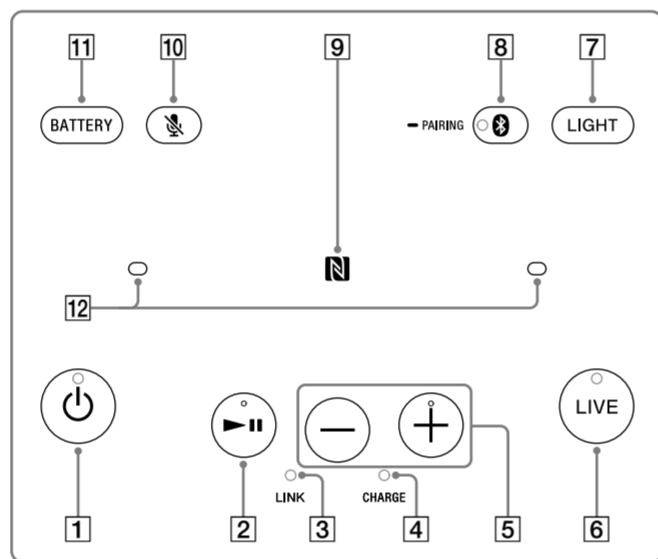 11 10 9 8 7
BATTERY PAIRING LIGHT
12
LIVE
LINK CHARGE
1 2 3 4 5 6